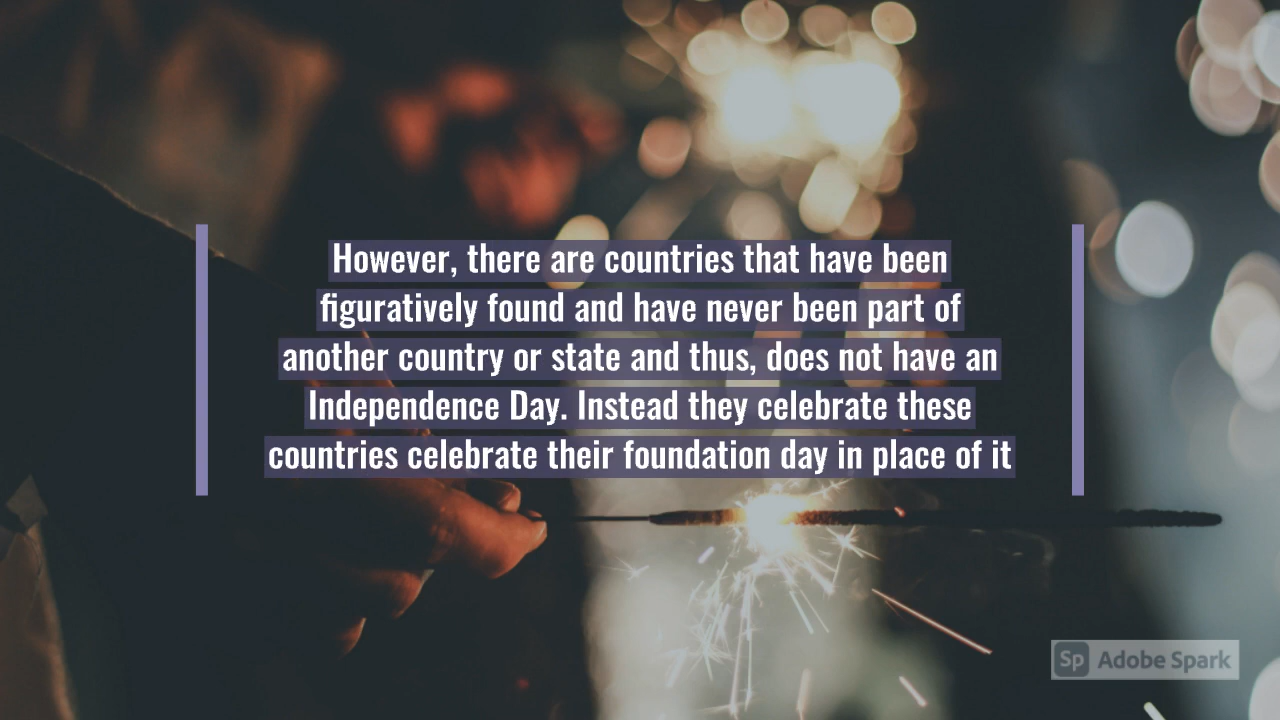 However, there are countries that have been
figuratively found and have never been part of
another country or state and thus, does not have an
Independence Day. Instead they celebrate these
countries celebrate their foundation day in place of it
Sp Adobe Spark